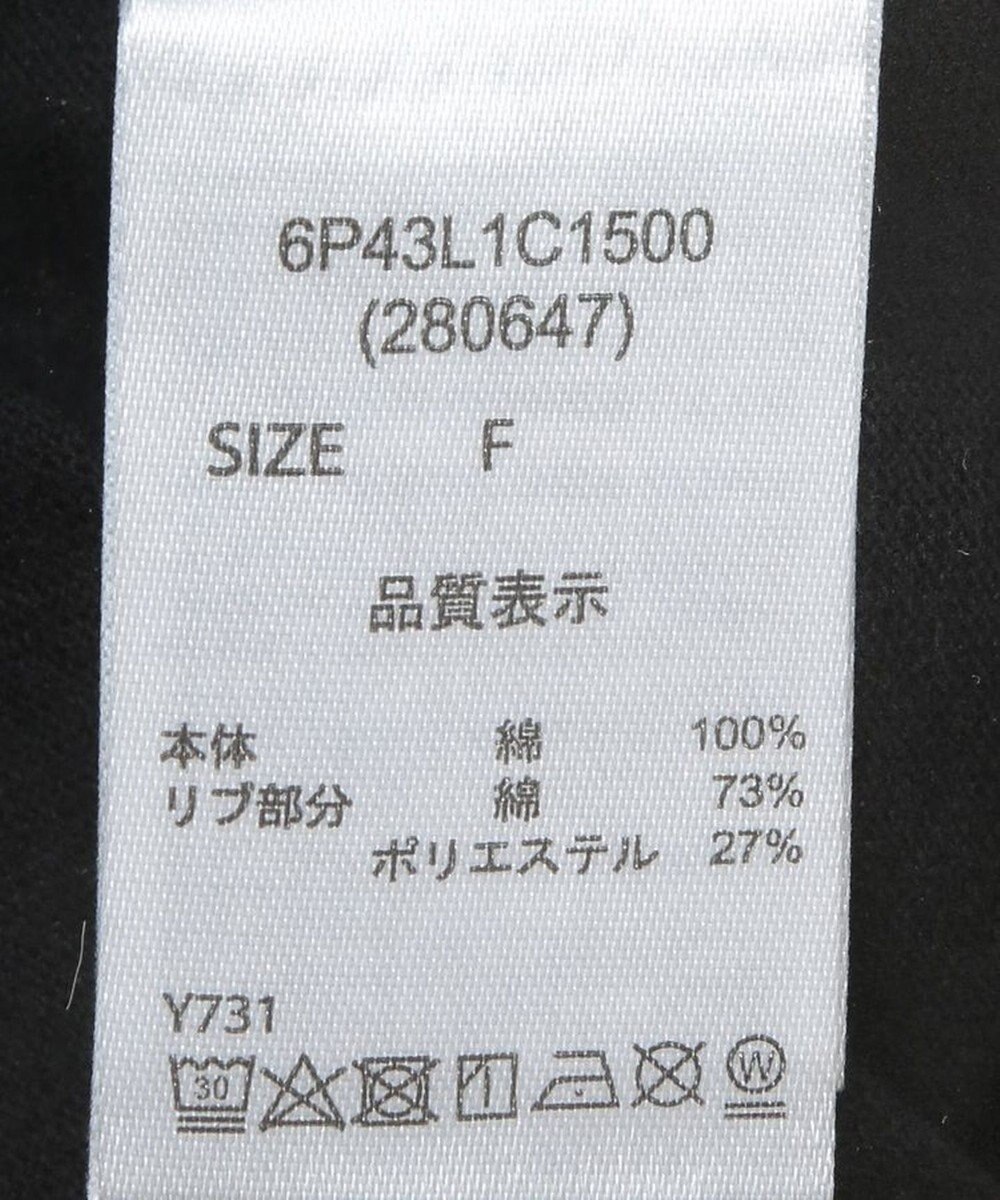 6P43L1C1500
(280647)
SIZE F
品質表示
本体 綿 100%
リブ部分 綿 73%
ポリエステル 27%
Y731
30 W